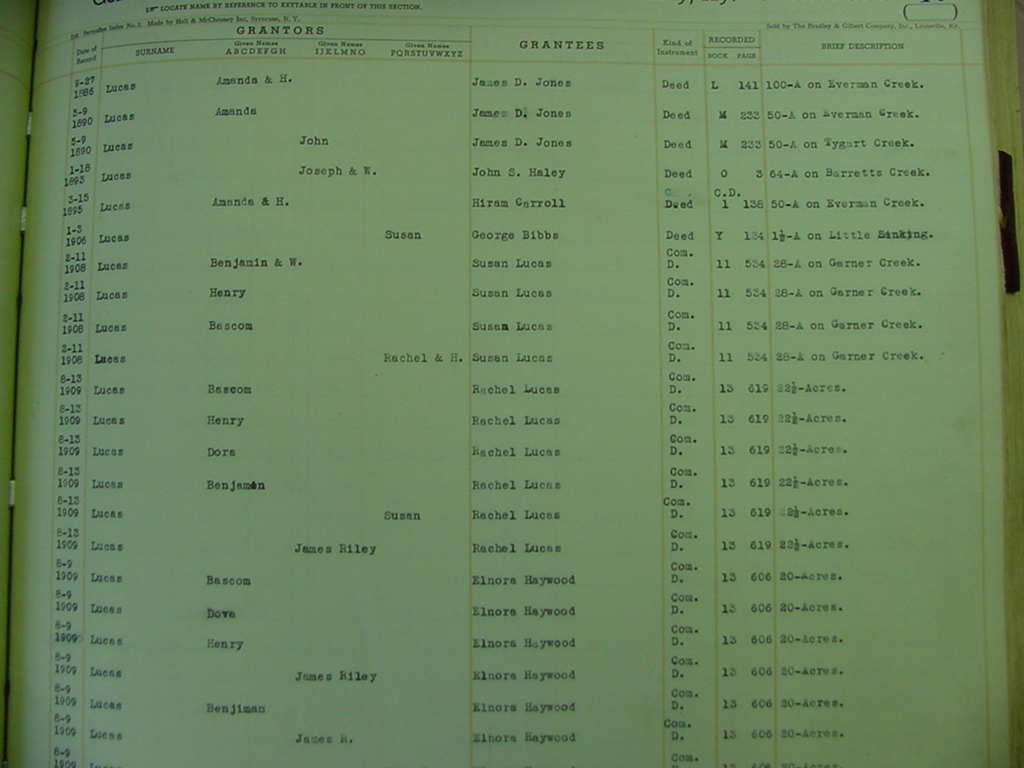 LOCATE NAME BY REFERENCE TO KEYTABLE IN FRONT OF THIS SECTION.
Made by Hall & McChesney Inc, Syracuse, N. Y.
Sold by The Bradley & Gilbert Company, Inc., Louisville, Ky.
GRANTORS GRANTEES Kind of Instrument RECORDED BRIEF DESCRIPTION
Date of Record SURNAME Given Names ABCDEFGH Given Names IJKLMNO Given Names PQRSTUVWXYZ BOOK PAGE
9-27 1886 Lucas Amanda & H. James D. Jones Deed L 141 100-A on Everman Creek.
5-9 1890 Lucas Amanda James D. Jones Deed M 233 50-A on Everman Creek.
5-9 1890 Lucas John James D. Jones Deed M 233 50-A on Tygart Creek.
1-18 1893 Lucas Joseph & W. John S. Haley Deed O 3 64-A on Barretts Creek.
3-15 1895 Lucas Amanda & H. Hiram Carroll Deed C.D. 1 138 50-A on Everman Creek.
1-3 1906 Lucas Susan George Bibbs Deed Y 124 1½-A on Little Sinking.
2-11 1908 Lucas Benjamin & W. Susan Lucas Com. D. 11 534 28-A on Garner Creek.
2-11 1908 Lucas Henry Susan Lucas Com. D. 11 534 28-A on Garner Creek.
2-11 1908 Lucas Bascom Susan Lucas Com. D. 11 534 28-A on Garner Creek.
2-11 1908 Lucas Rachel & H. Susan Lucas Com. D. 11 534 28-A on Garner Creek.
8-13 1909 Lucas Bascom Rachel Lucas Com. D. 13 619 22½-Acres.
8-13 1909 Lucas Henry Rachel Lucas Com. D. 13 619 22½-Acres.
8-13 1909 Lucas Dora Rachel Lucas Com. D. 13 619 22½-Acres.
8-13 1909 Lucas Benjamin Rachel Lucas Com. D. 13 619 22½-Acres.
8-13 1909 Lucas Susan Rachel Lucas Com. D. 13 619 22½-Acres.
8-13 1909 Lucas James Riley Rachel Lucas Com. D. 13 619 22½-Acres.
8-9 1909 Lucas Bascom Elnora Haywood Com. D. 13 606 20-Acres.
8-9 1909 Lucas Dova Elnora Haywood Com. D. 13 606 20-Acres.
8-9 1909 Lucas Henry Elnora Haywood Com. D. 13 606 20-Acres.
8-9 1909 Lucas James Riley Elnora Haywood Com. D. 13 606 20-Acres.
8-9 1909 Lucas Benjiman Elnora Haywood Com. D. 13 606 20-Acres.
8-9 1909 Lucas James R. Elnora Haywood Com. D. 13 606 20-Acres.
8-9 1909 Com.